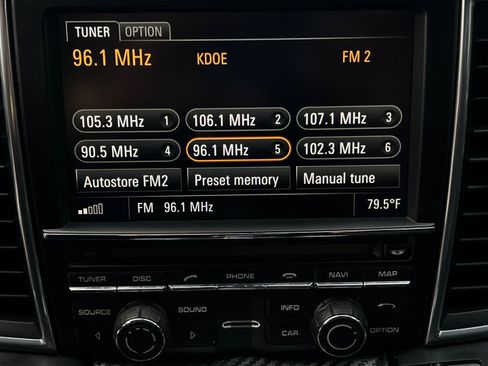 TUNER OPTION
96.1 MHz KDOE FM 2
105.3 MHz 1 106.1 MHz 2 107.1 MHz 3
90.5 MHz 4 96.1 MHz 5 102.3 MHz 6
Autostore FM2 Preset memory Manual tune
FM 96.1 MHz 79.5°F
TUNER DISC PHONE NAVI MAP
SOURCE SOUND INFO
CAR OPTION